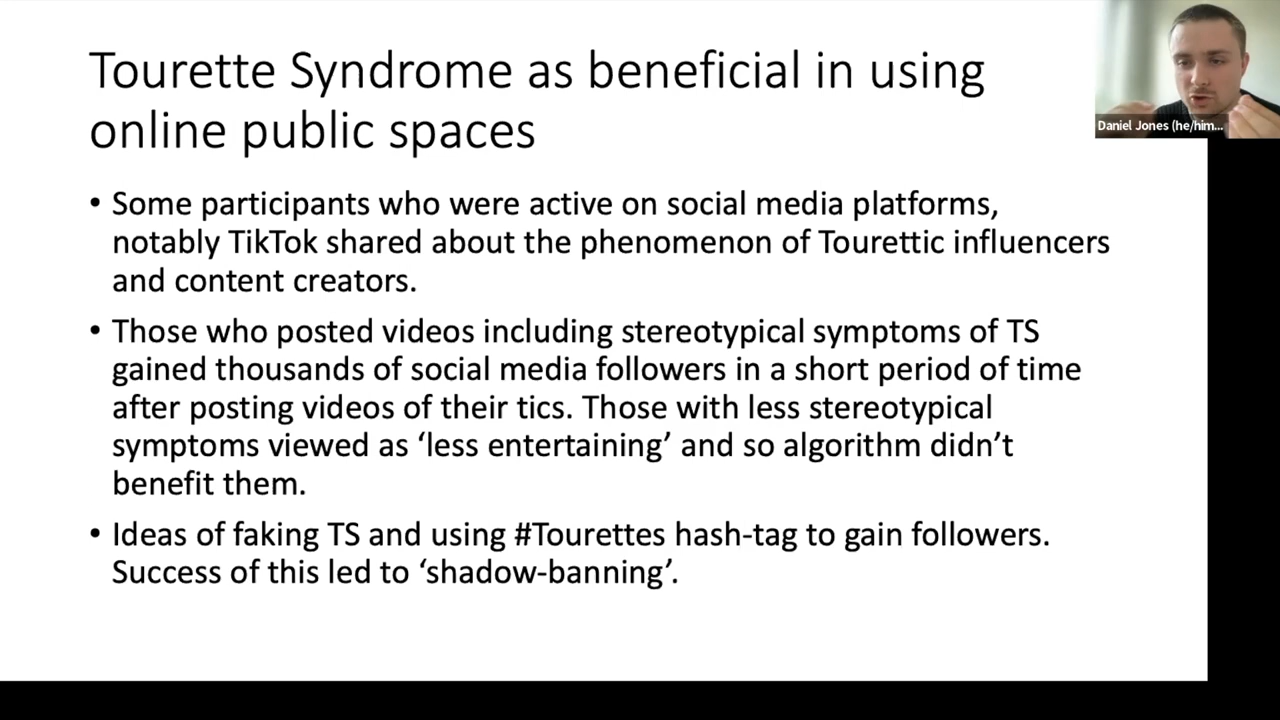 Tourette Syndrome as beneficial in using
online public spaces
Daniel Jones (he/him...
• Some participants who were active on social media platforms,
notably TikTok shared about the phenomenon of Tourettic influencers
and content creators.
• Those who posted videos including stereotypical symptoms of TS
gained thousands of social media followers in a short period of time
after posting videos of their tics. Those with less stereotypical
symptoms viewed as ‘less entertaining’ and so algorithm didn’t
benefit them.
• Ideas of faking TS and using #Tourettes hash-tag to gain followers.
Success of this led to ‘shadow-banning’.